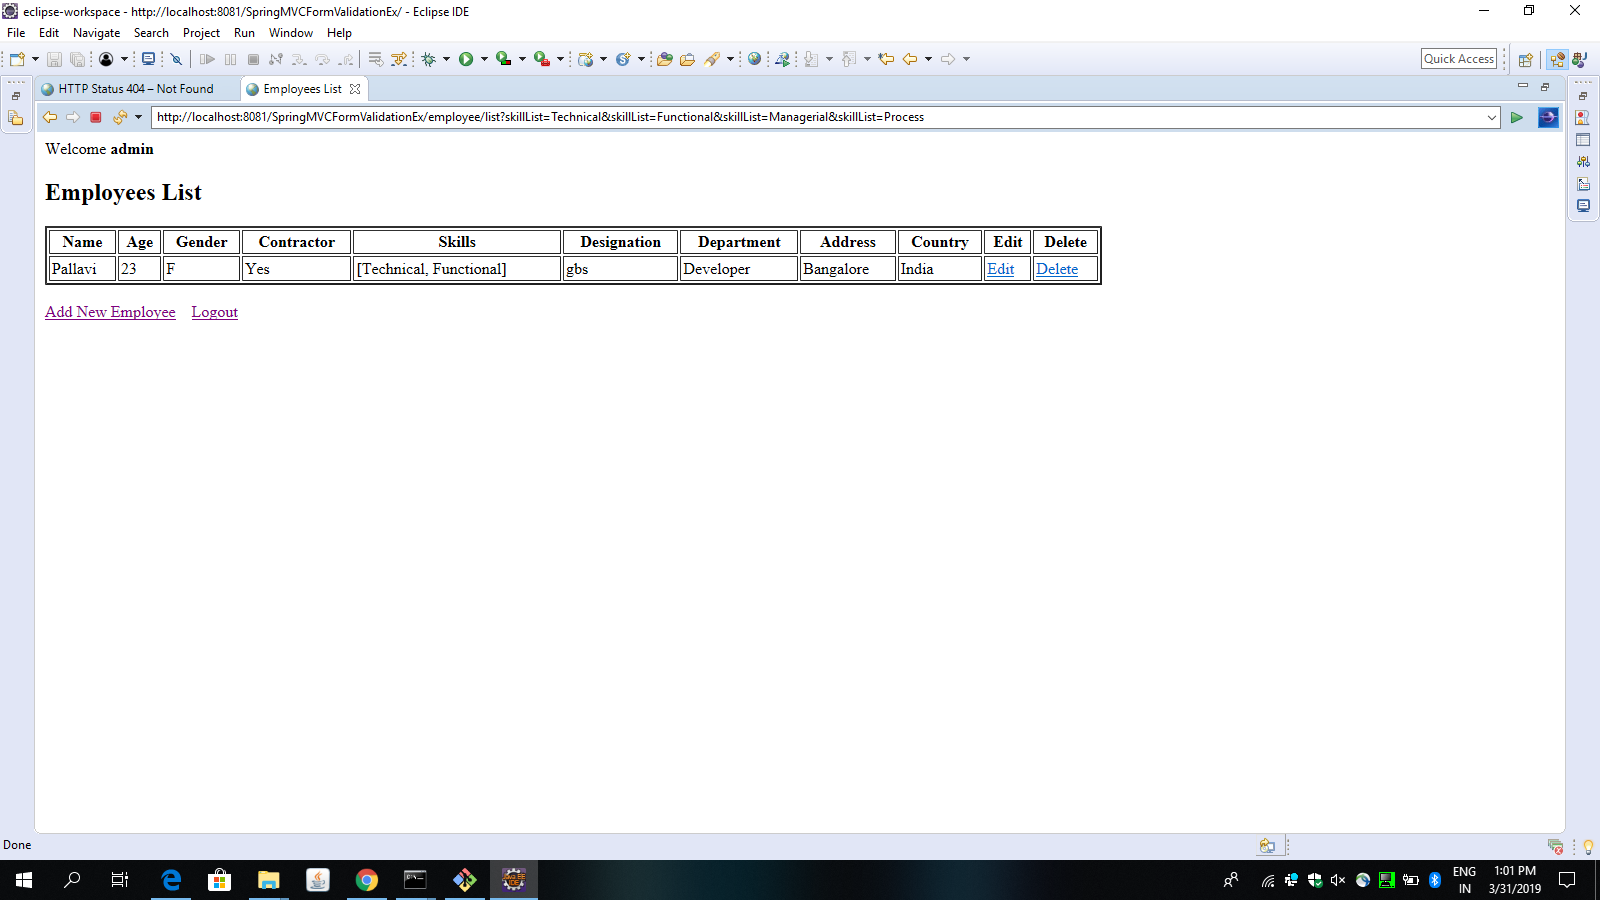 eclipse-workspace - http://localhost:8081/SpringMVCFormValidationEx/ - Eclipse IDE
File Edit Navigate Search Project Run Window Help
Quick Access
HTTP Status 404 – Not Found Employees List
http://localhost:8081/SpringMVCFormValidationEx/employee/list?skillList=Technical&skillList=Functional&skillList=Managerial&skillList=Process
Welcome admin
Employees List
Name Age Gender Contractor Skills Designation Department Address Country Edit Delete
Pallavi 23 F Yes [Technical, Functional] gbs Developer Bangalore India Edit Delete
Add New Employee Logout
Done
ENG 1:01 PM
IN 3/31/2019